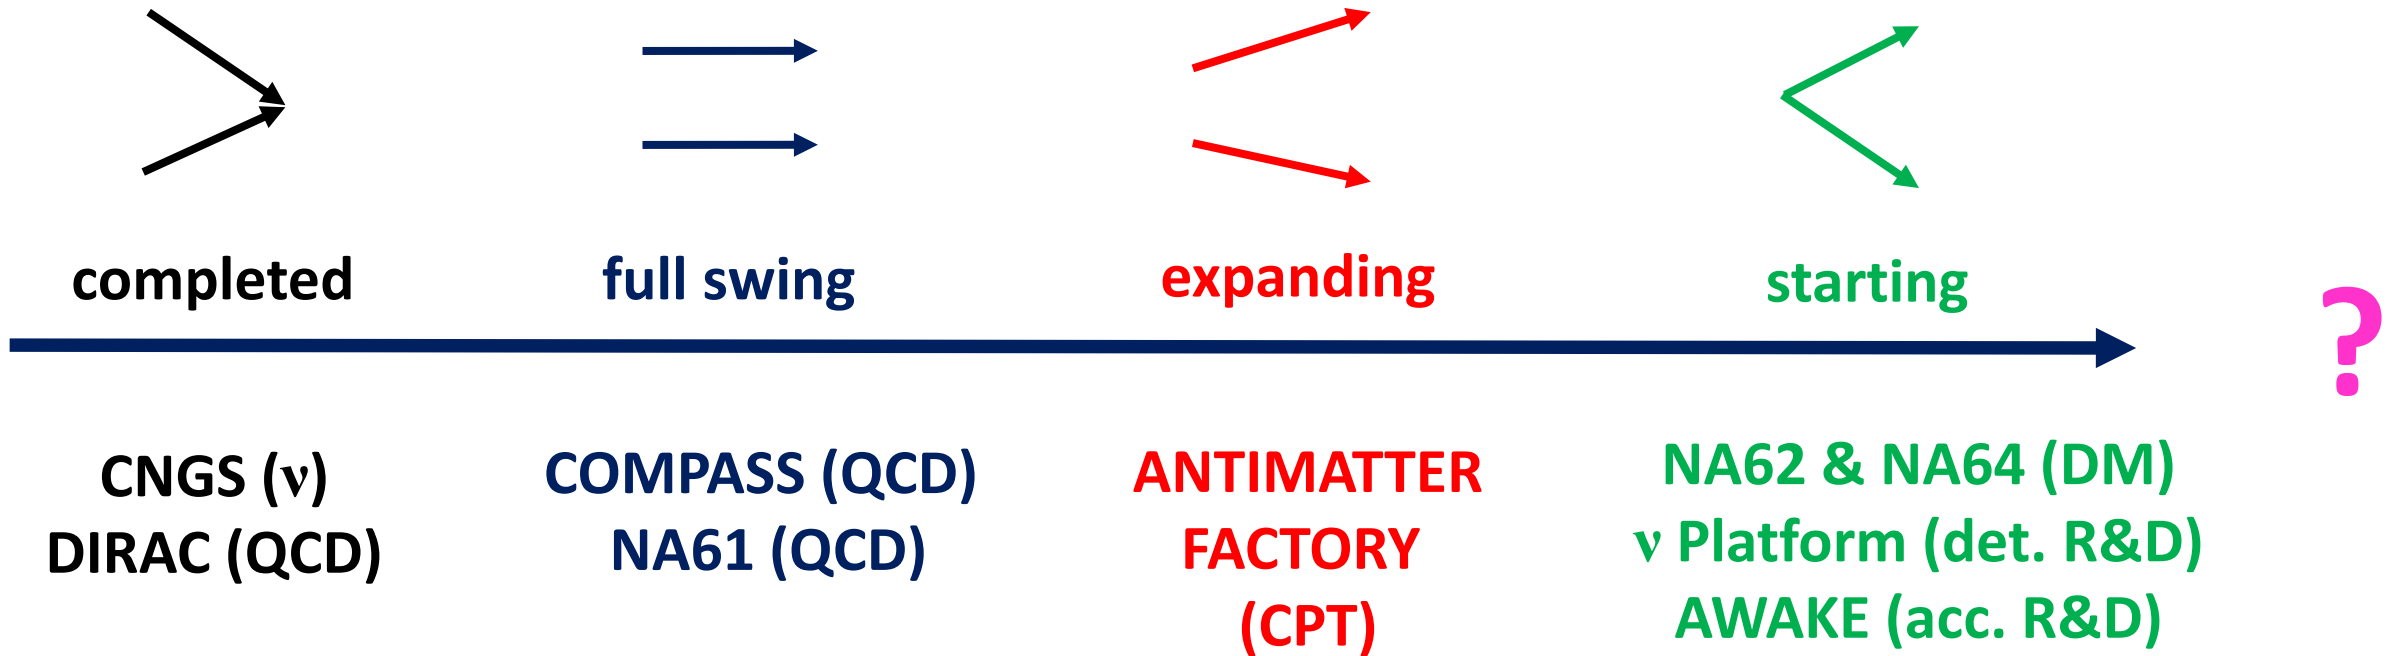 completed
full swing
expanding
starting
?
CNGS (ν)
DIRAC (QCD)
COMPASS (QCD)
NA61 (QCD)
ANTIMATTER
FACTORY
(CPT)
NA62 & NA64 (DM)
ν Platform (det. R&D)
AWAKE (acc. R&D)